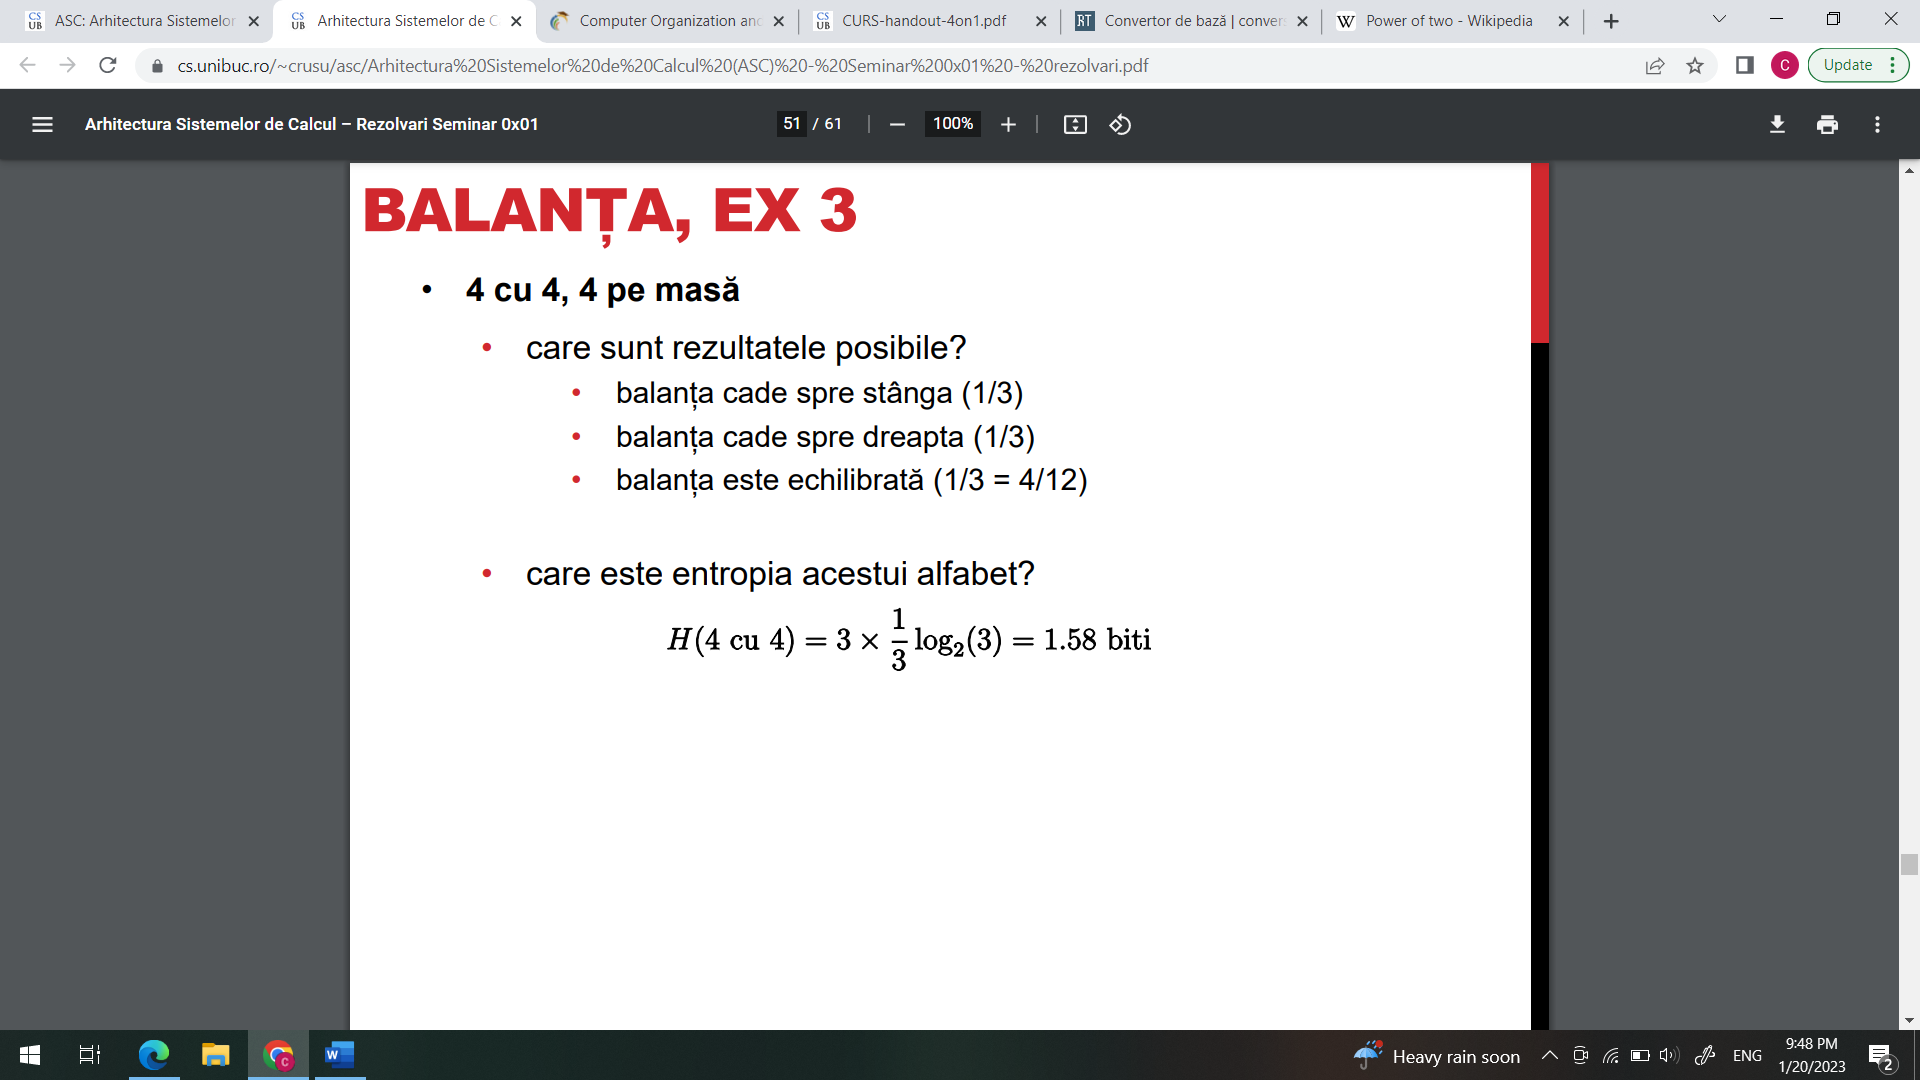 ASC: Arhitectura Sistemelor
Arhitectura Sistemelor de C
Computer Organization and
CURS-handout-4on1.pdf
Convertor de bază | convers
Power of two - Wikipedia
cs.unibuc.ro/~crusu/asc/Arhitectura%20Sistemelor%20de%20Calcul%20(ASC)%20-%20Seminar%200x01%20-%20rezolvari.pdf
C
Update
Arhitectura Sistemelor de Calcul – Rezolvari Seminar 0x01
51 / 61
100%
BALANȚA, EX 3
• 4 cu 4, 4 pe masă
• care sunt rezultatele posibile?
• balanța cade spre stânga (1/3)
• balanța cade spre dreapta (1/3)
• balanța este echilibrată (1/3 = 4/12)
• care este entropia acestui alfabet?
H(4 cu 4) = 3 × 1/3 log₂(3) = 1.58 biti
Heavy rain soon
ENG
9:48 PM
1/20/2023
2